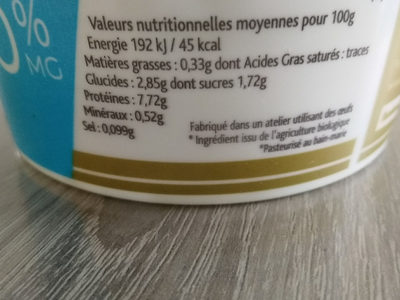 %
MG
Valeurs nutritionnelles moyennes pour 100g
Energie 192 kJ / 45 kcal
Matières grasses : 0,33g dont Acides Gras saturés : traces
Glucides : 2,85g dont sucres 1,72g
Protéines : 7,72g
Minéraux : 0,52g
Sel : 0,099g
Fabriqué dans un atelier utilisant des œufs
* Ingrédient issu de l'agriculture biologique
*Pasteurisé au bain-marie